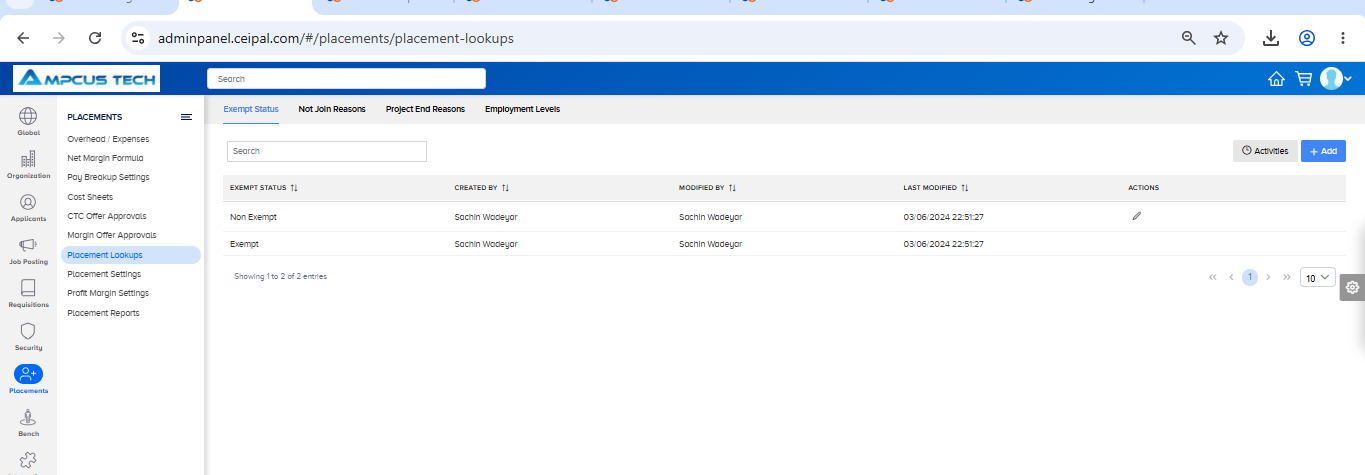 adminpanel.ceipal.com/#/placements/placement-lookups
AMPCUS TECH
Search
Global
Organization
Applicants
Job Posting
Requisitions
Security
Placements
Bench
PLACEMENTS
Overhead / Expenses
Net Margin Formula
Pay Breakup Settings
Cost Sheets
CTC Offer Approvals
Margin Offer Approvals
Placement Lookups
Placement Settings
Profit Margin Settings
Placement Reports
Exempt Status Not Join Reasons Project End Reasons Employment Levels
Search Activities + Add
EXEMPT STATUS CREATED BY MODIFIED BY LAST MODIFIED ACTIONS
Non Exempt Sachin Wadeyar Sachin Wadeyar 03/06/2024 22:51:27
Exempt Sachin Wadeyar Sachin Wadeyar 03/06/2024 22:51:27
Showing 1 to 2 of 2 entries « ‹ 1 › » 10